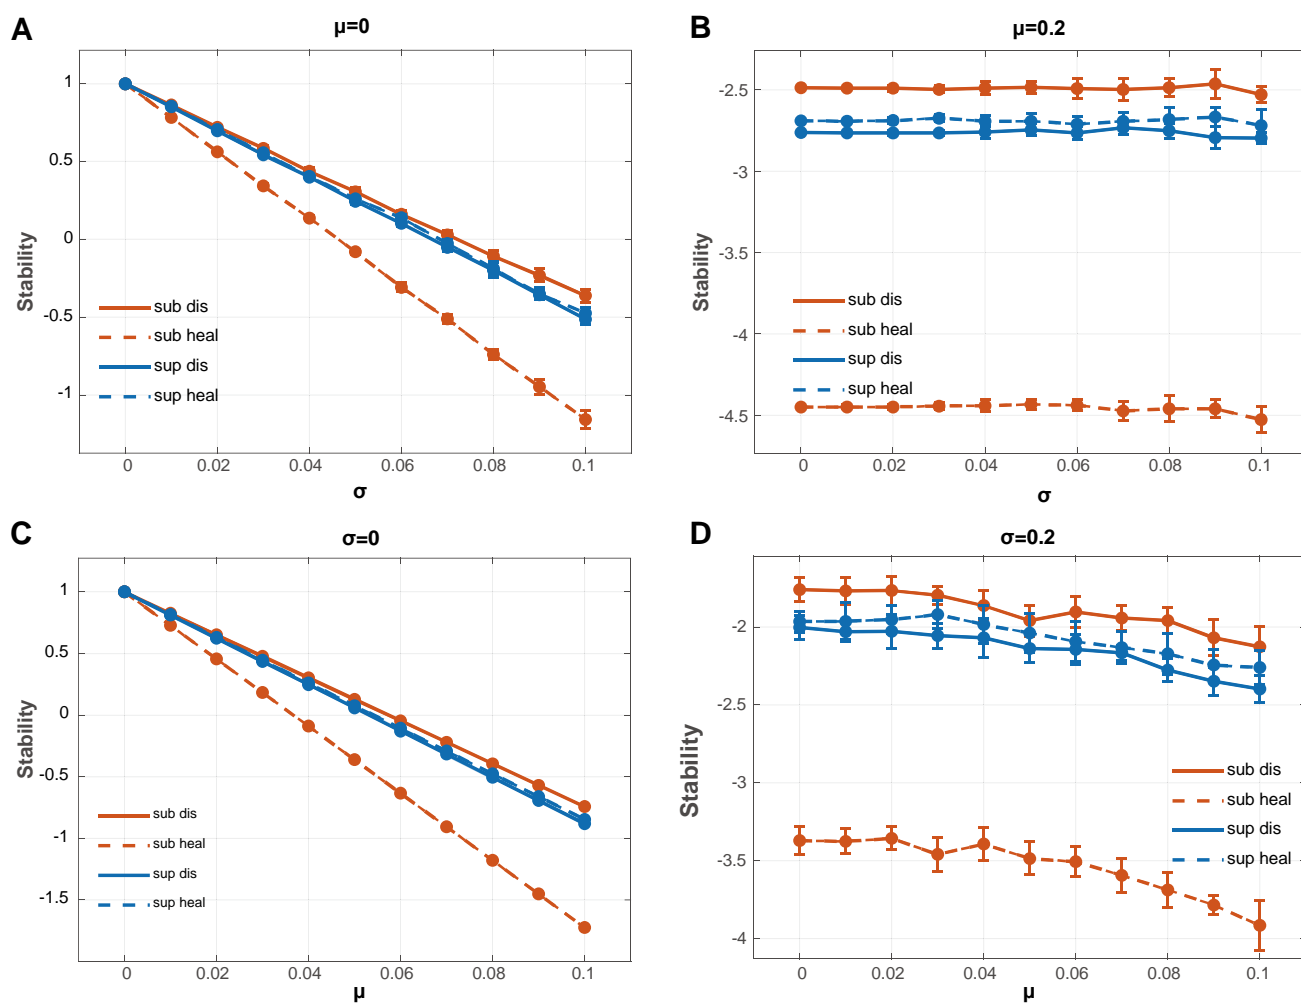 A
μ=0
Stability
1
0.5
0
-0.5
-1
sub dis
sub heal
sup dis
sup heal
0
0.02
0.04
0.06
0.08
0.1
σ
B
μ=0.2
-2.5
-3
-3.5
-4
-4.5
Stability
sub dis
sub heal
sup dis
sup heal
0
0.02
0.04
0.06
0.08
0.1
σ
C
σ=0
Stability
1
0.5
0
-0.5
-1
-1.5
sub dis
sub heal
sup dis
sup heal
0
0.02
0.04
0.06
0.08
0.1
μ
D
σ=0.2
Stability
-2
-2.5
-3
-3.5
-4
sub dis
sub heal
sup dis
sup heal
0
0.02
0.04
0.06
0.08
0.1
μ